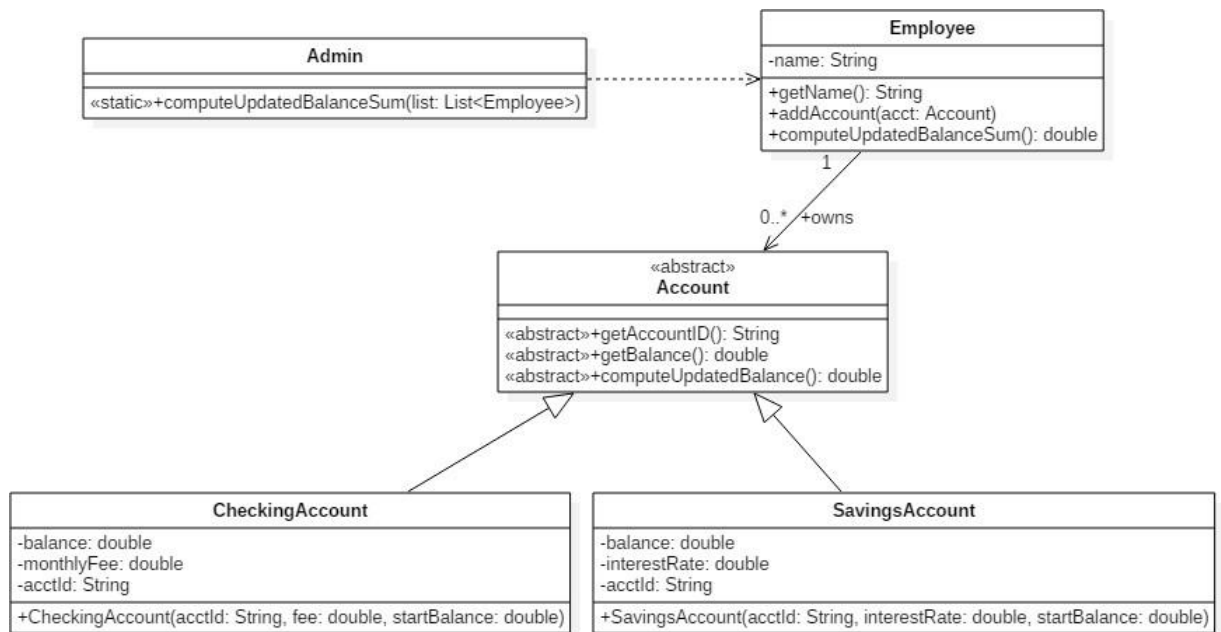 Admin
«static»+computeUpdatedBalanceSum(list: List<Employee>)
Employee
-name: String
+getName(): String
+addAccount(acct: Account)
+computeUpdatedBalanceSum(): double
1
0..* +owns
«abstract»
Account
«abstract»+getAccountID(): String
«abstract»+getBalance(): double
«abstract»+computeUpdatedBalance(): double
CheckingAccount
-balance: double
-monthlyFee: double
-acctId: String
+CheckingAccount(acctId: String, fee: double, startBalance: double)
SavingsAccount
-balance: double
-interestRate: double
-acctId: String
+SavingsAccount(acctId: String, interestRate: double, startBalance: double)